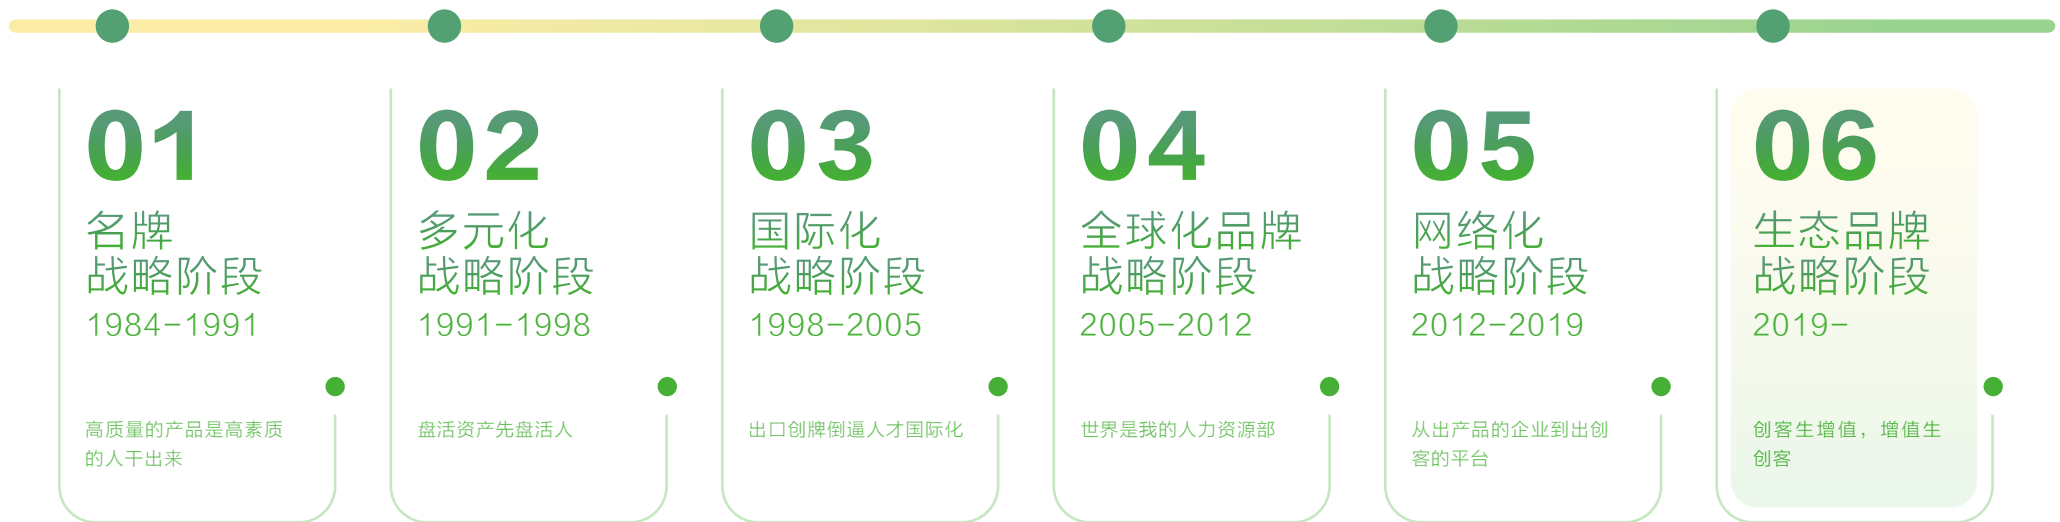 01
名牌
战略阶段
1984-1991
高质量的产品是高素质
的人干出来
02
多元化
战略阶段
1991-1998
盘活资产先盘活人
03
国际化
战略阶段
1998-2005
出口创牌倒逼人才国际化
04
全球化品牌
战略阶段
2005-2012
世界是我的人力资源部
05
网络化
战略阶段
2012-2019
从出产品的企业到出创
客的平台
06
生态品牌
战略阶段
2019-
创客生增值，增值生
创客